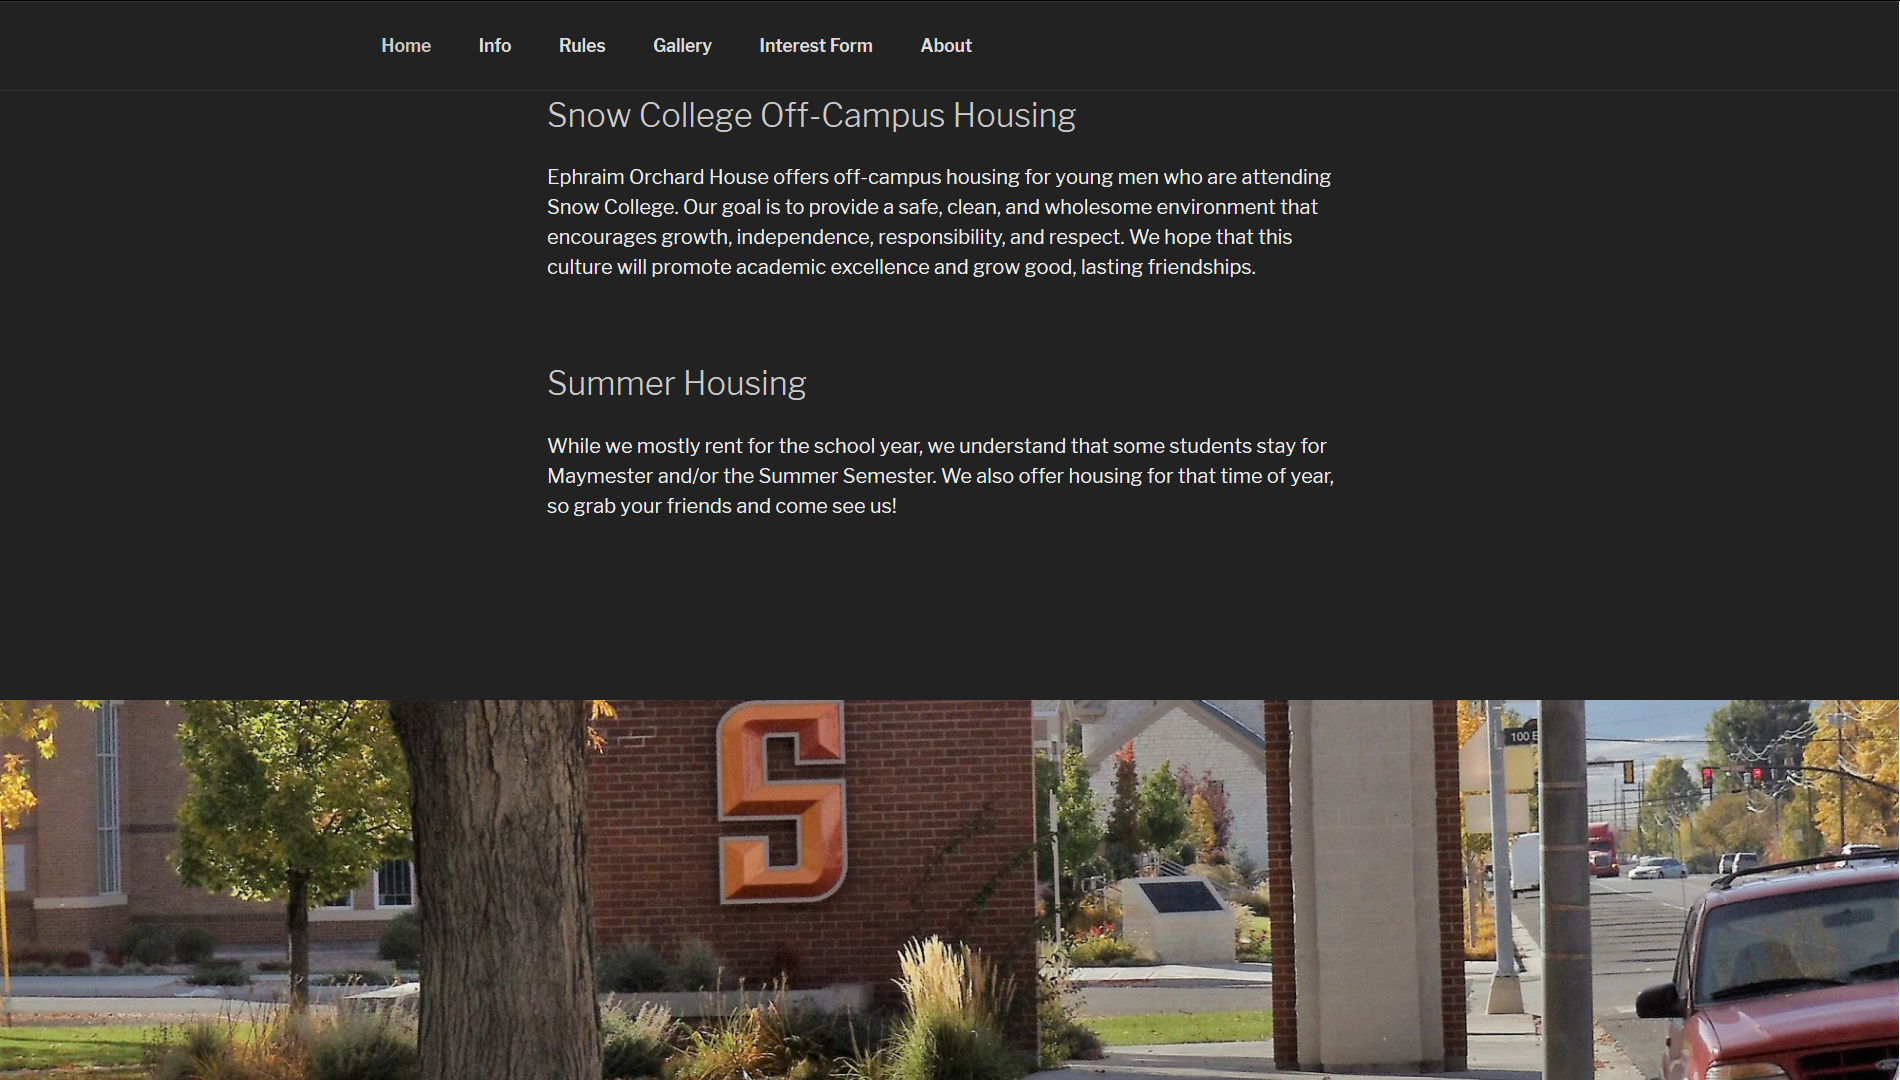 Home Info Rules Gallery Interest Form About
Snow College Off-Campus Housing
Ephraim Orchard House offers off-campus housing for young men who are attending
Snow College. Our goal is to provide a safe, clean, and wholesome environment that
encourages growth, independence, responsibility, and respect. We hope that this
culture will promote academic excellence and grow good, lasting friendships.
Summer Housing
While we mostly rent for the school year, we understand that some students stay for
Maymester and/or the Summer Semester. We also offer housing for that time of year,
so grab your friends and come see us!
S
100 E